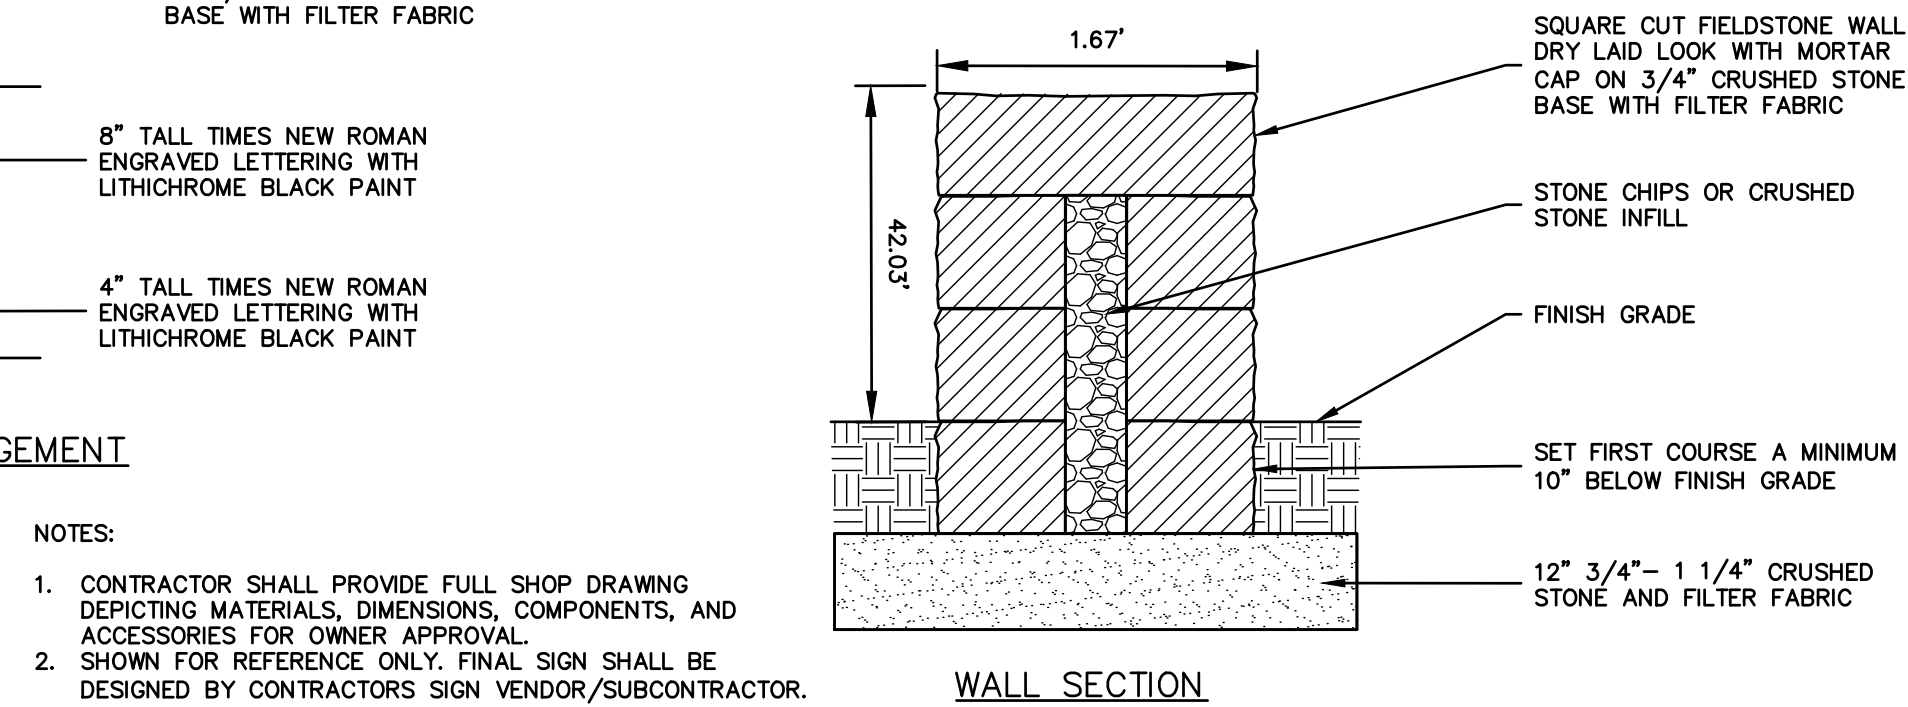 BASE WITH FILTER FABRIC
8" TALL TIMES NEW ROMAN
ENGRAVED LETTERING WITH
LITHICHROME BLACK PAINT
4" TALL TIMES NEW ROMAN
ENGRAVED LETTERING WITH
LITHICHROME BLACK PAINT
GEMENT
NOTES:
1. CONTRACTOR SHALL PROVIDE FULL SHOP DRAWING
DEPICTING MATERIALS, DIMENSIONS, COMPONENTS, AND
ACCESSORIES FOR OWNER APPROVAL.
2. SHOWN FOR REFERENCE ONLY. FINAL SIGN SHALL BE
DESIGNED BY CONTRACTORS SIGN VENDOR/SUBCONTRACTOR.
1.67'
42.03'
SQUARE CUT FIELDSTONE WALL
DRY LAID LOOK WITH MORTAR
CAP ON 3/4" CRUSHED STONE
BASE WITH FILTER FABRIC
STONE CHIPS OR CRUSHED
STONE INFILL
FINISH GRADE
SET FIRST COURSE A MINIMUM
10" BELOW FINISH GRADE
12" 3/4"- 1 1/4" CRUSHED
STONE AND FILTER FABRIC
WALL SECTION